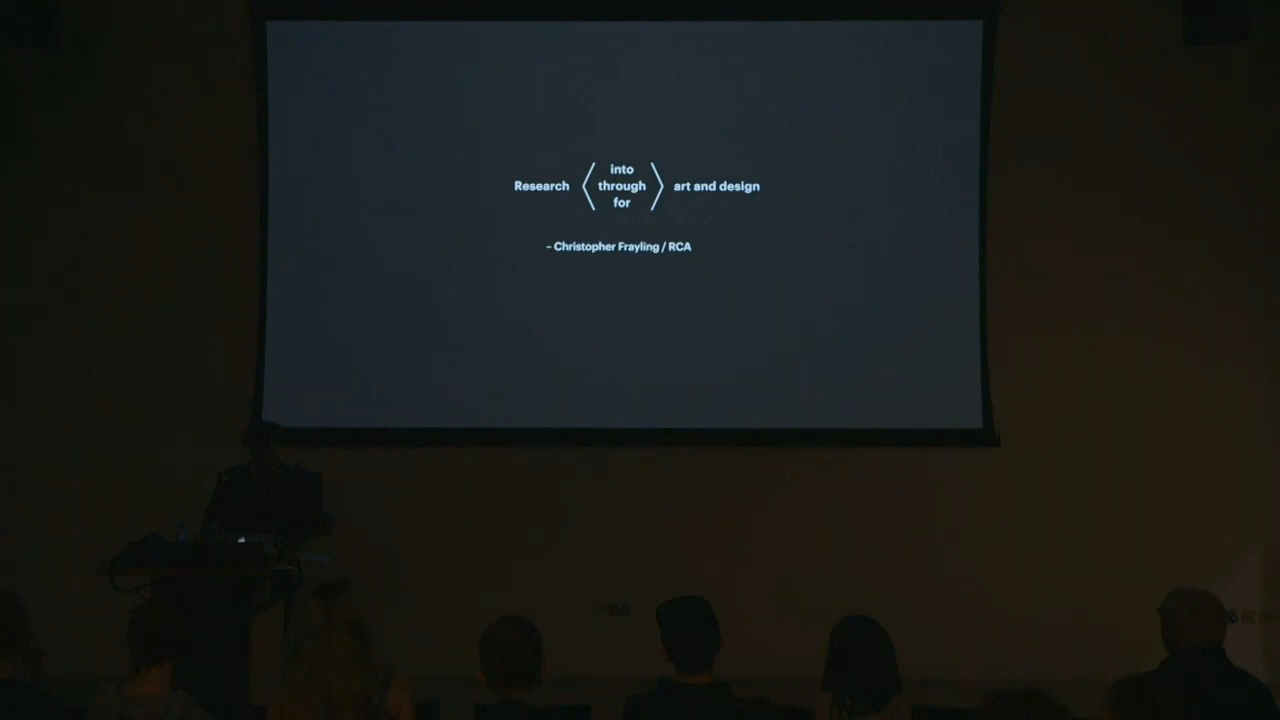 into
Research 〈 through 〉 art and design
for
– Christopher Frayling / RCA